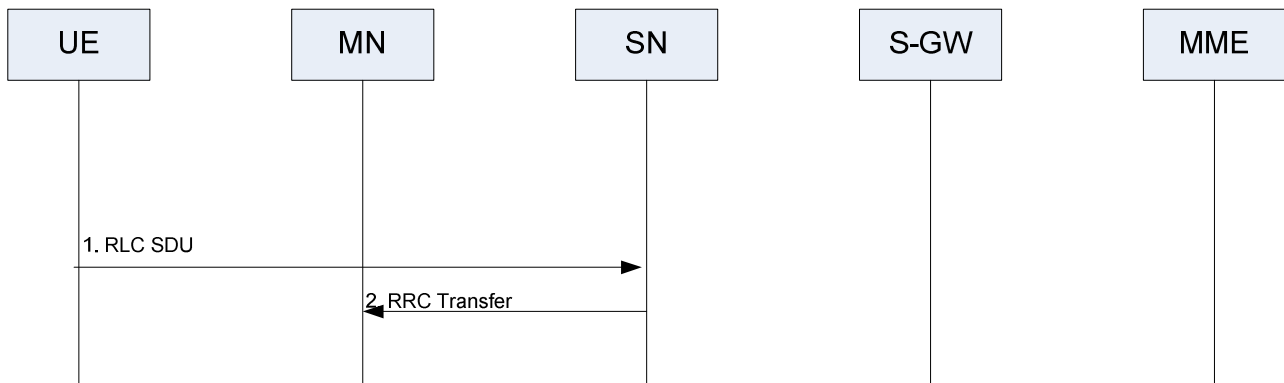 UE
MN
SN
S-GW
MME
1. RLC SDU
2. RRC Transfer